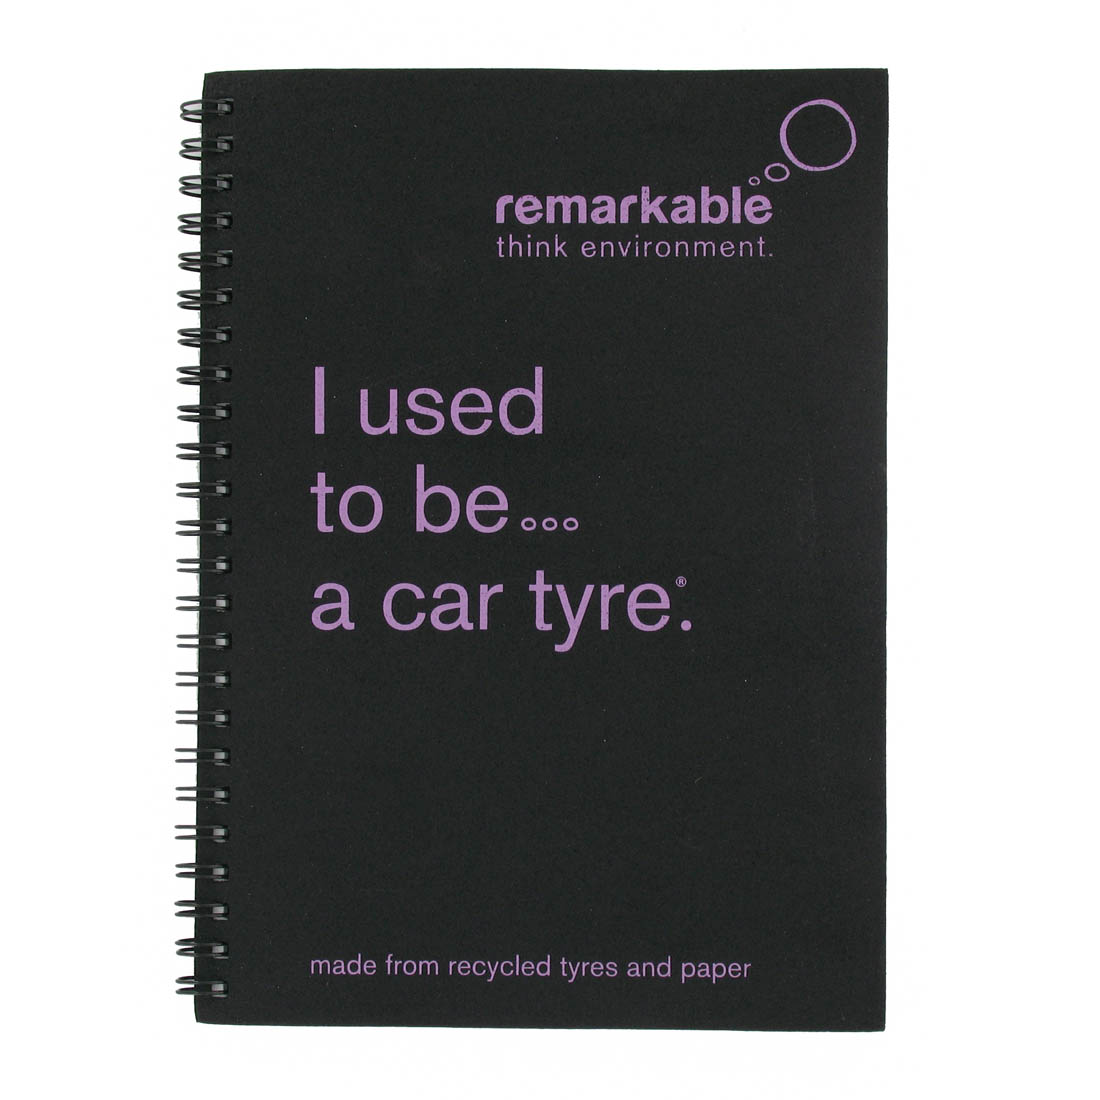 remarkable
think environment.
I used
to be...
a car tyre®.
made from recycled tyres and paper